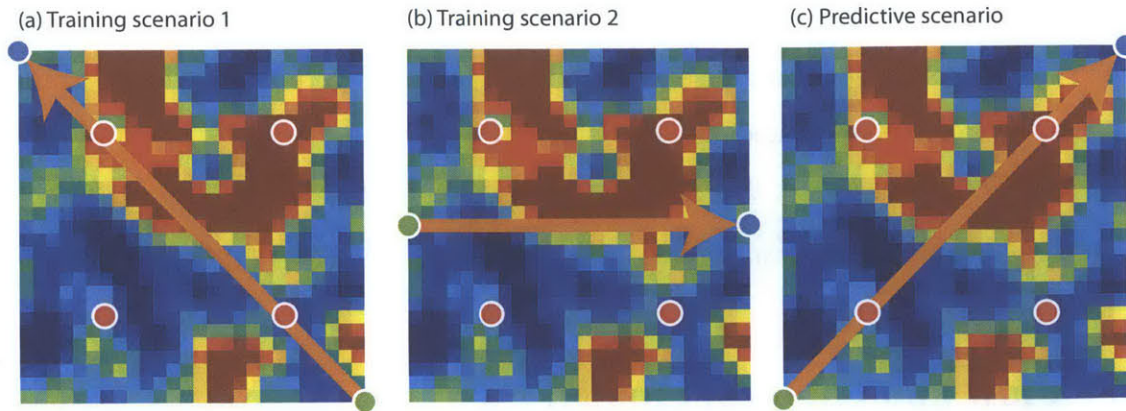 (a) Training scenario 1
(b) Training scenario 2
(c) Predictive scenario